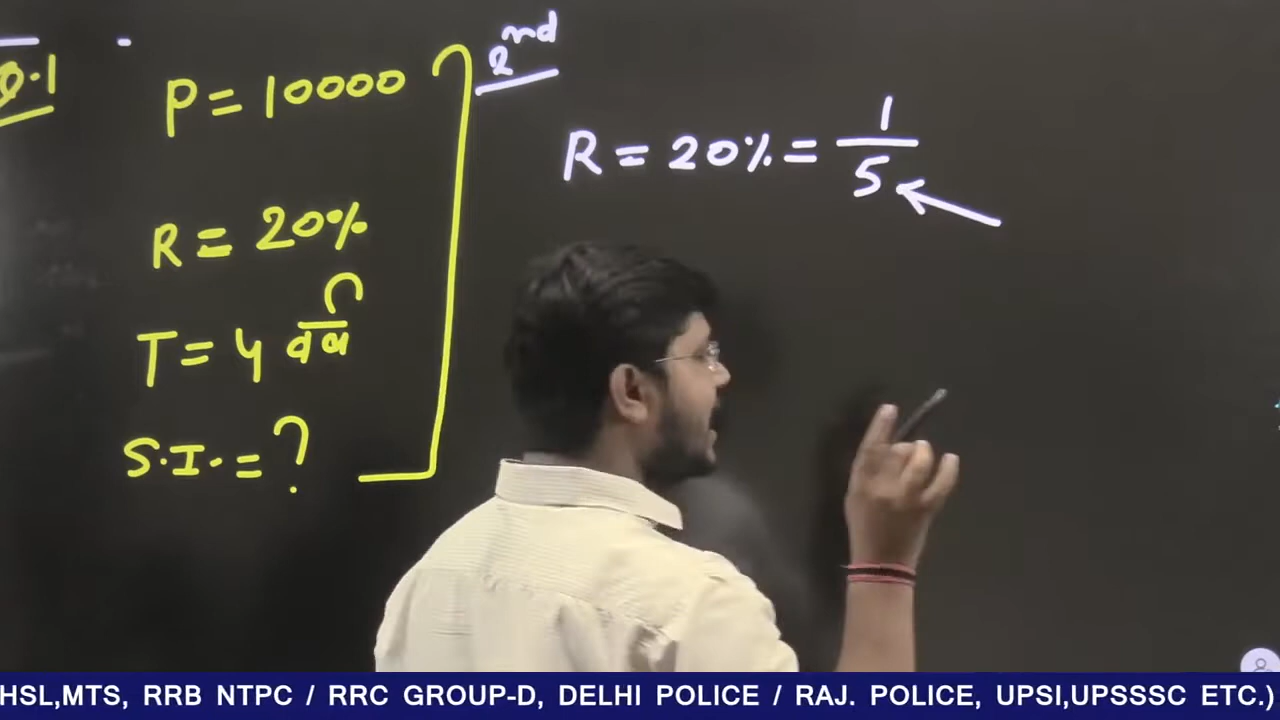 Q.1
P = 10000
R = 20%
T = 4 वर्ष
S.I. = ?
2nd
R = 20% = 1/5
HSL,MTS, RRB NTPC / RRC GROUP-D, DELHI POLICE / RAJ. POLICE, UPSI,UPSSSC ETC.)